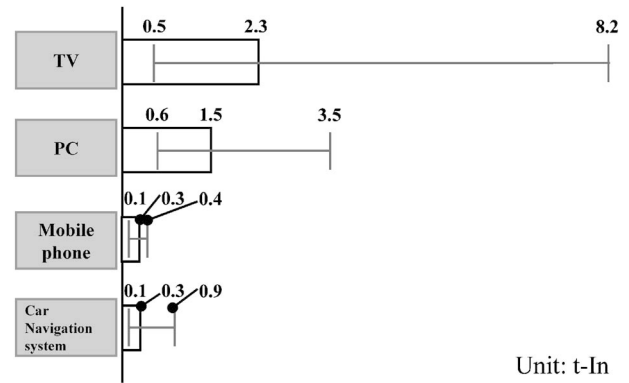 0.5 2.3 8.2
TV
0.6 1.5 3.5
PC
0.1 0.3 0.4
Mobile
phone
0.1 0.3 0.9
Car
Navigation
system
Unit: t-In